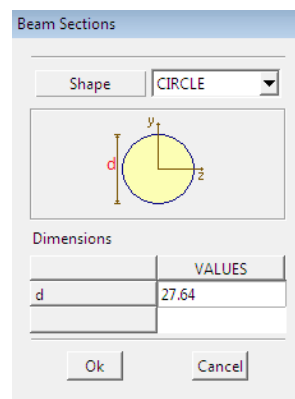 Beam Sections
Shape CIRCLE
y
d
z
Dimensions
VALUES
d 27.64
Ok Cancel